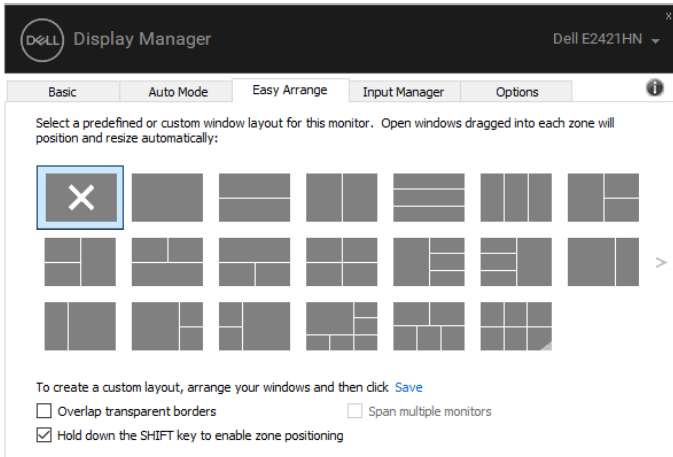 DELL Display Manager Dell E2421HN
Basic Auto Mode Easy Arrange Input Manager Options
Select a predefined or custom window layout for this monitor. Open windows dragged into each zone will
position and resize automatically:
To create a custom layout, arrange your windows and then click Save
Overlap transparent borders Span multiple monitors
Hold down the SHIFT key to enable zone positioning